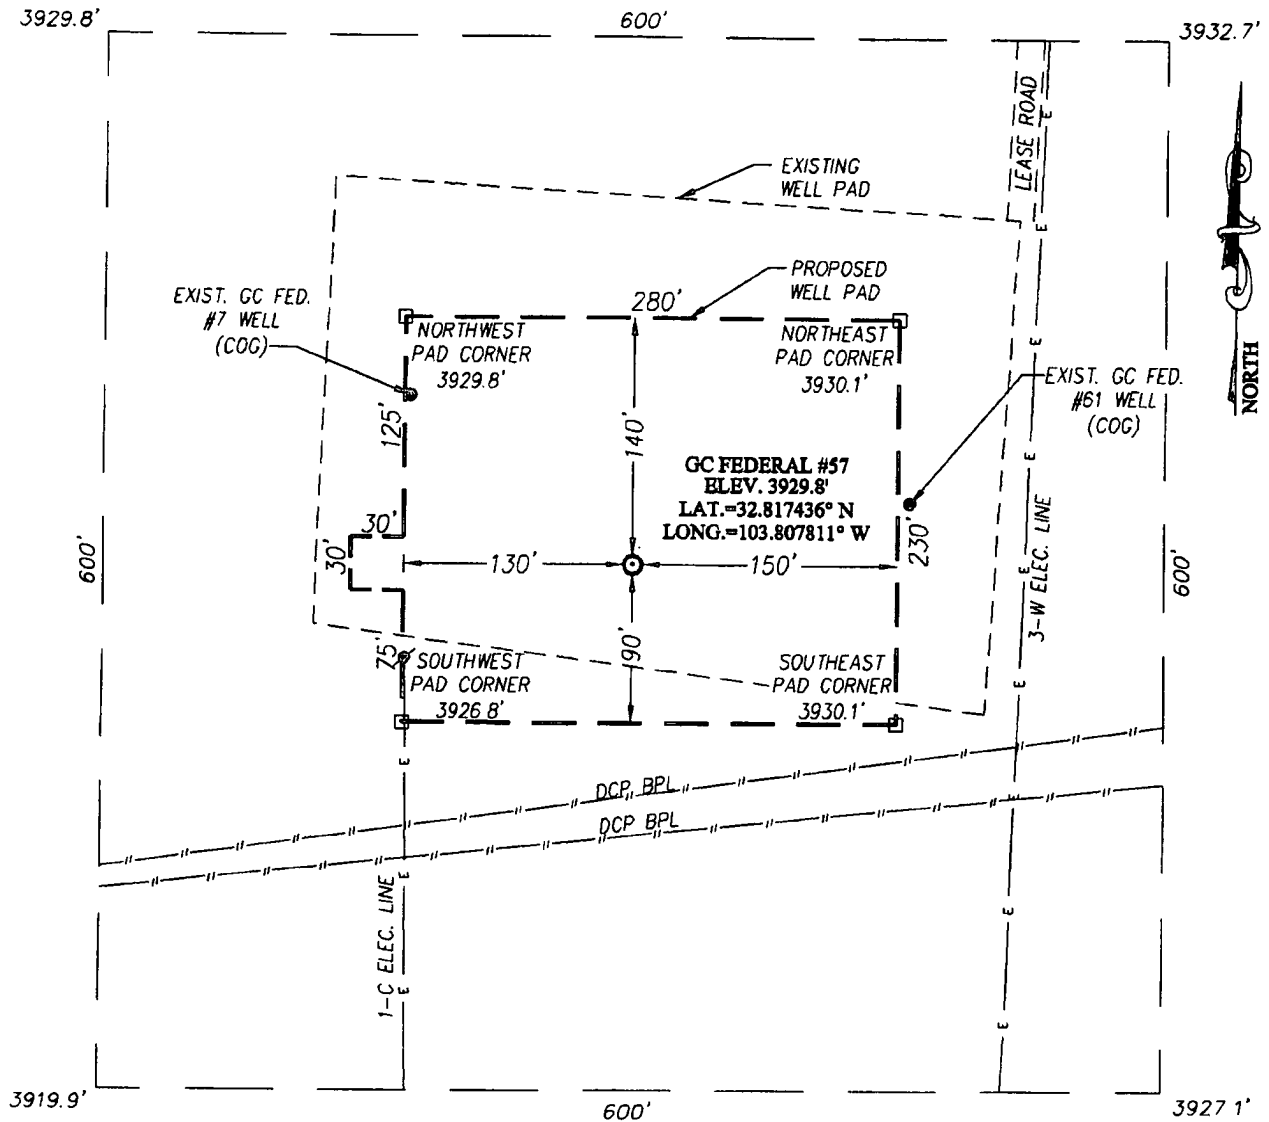 3929.8'
600'
3932.7'
LEASE ROAD
EXISTING
WELL PAD
NORTH
PROPOSED
WELL PAD
EXIST. GC FED.
#7 WELL
(COG)
280'
NORTHWEST
PAD CORNER
3929.8'
NORTHEAST
PAD CORNER
3930.1'
EXIST. GC FED.
#61 WELL
(COG)
125'
140'
GC FEDERAL #57
ELEV. 3929.8'
LAT.=32.817436° N
LONG.=103.807811° W
E
E
E
E
E
E
E
E
E
E
E
E
E
30'
30'
130'
150'
230'
600'
600'
3-W ELEC. LINE
75'
90'
SOUTHWEST
PAD CORNER
3926 8'
SOUTHEAST
PAD CORNER
3930.1'
DCP BPL
DCP BPL
1-C ELEC. LINE
3919.9'
600'
3927 1'